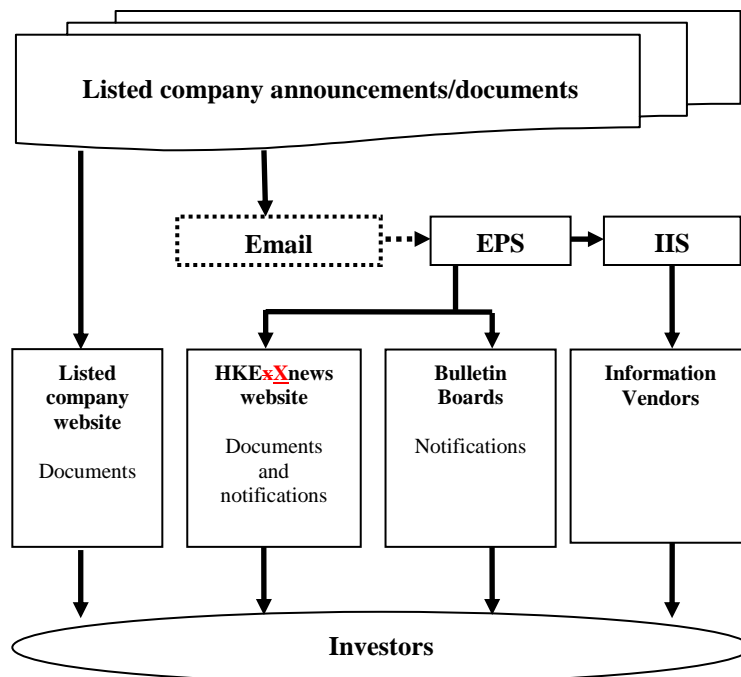 Listed company announcements/documents
Email
EPS
IIS
Listed
company
website
Documents
HKExXnews
website
Documents
and
notifications
Bulletin
Boards
Notifications
Information
Vendors
Investors